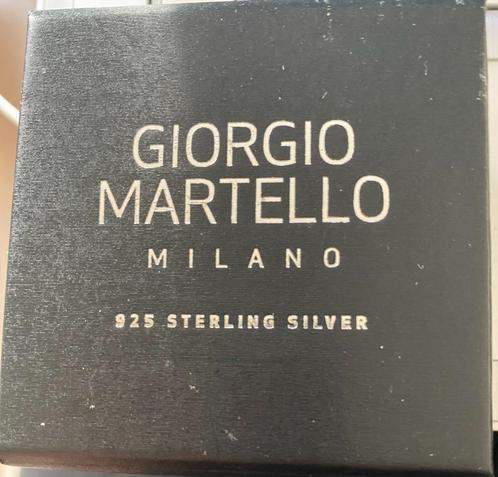 GIORGIO
MARTELLO
MILANO
925 STERLING SILVER